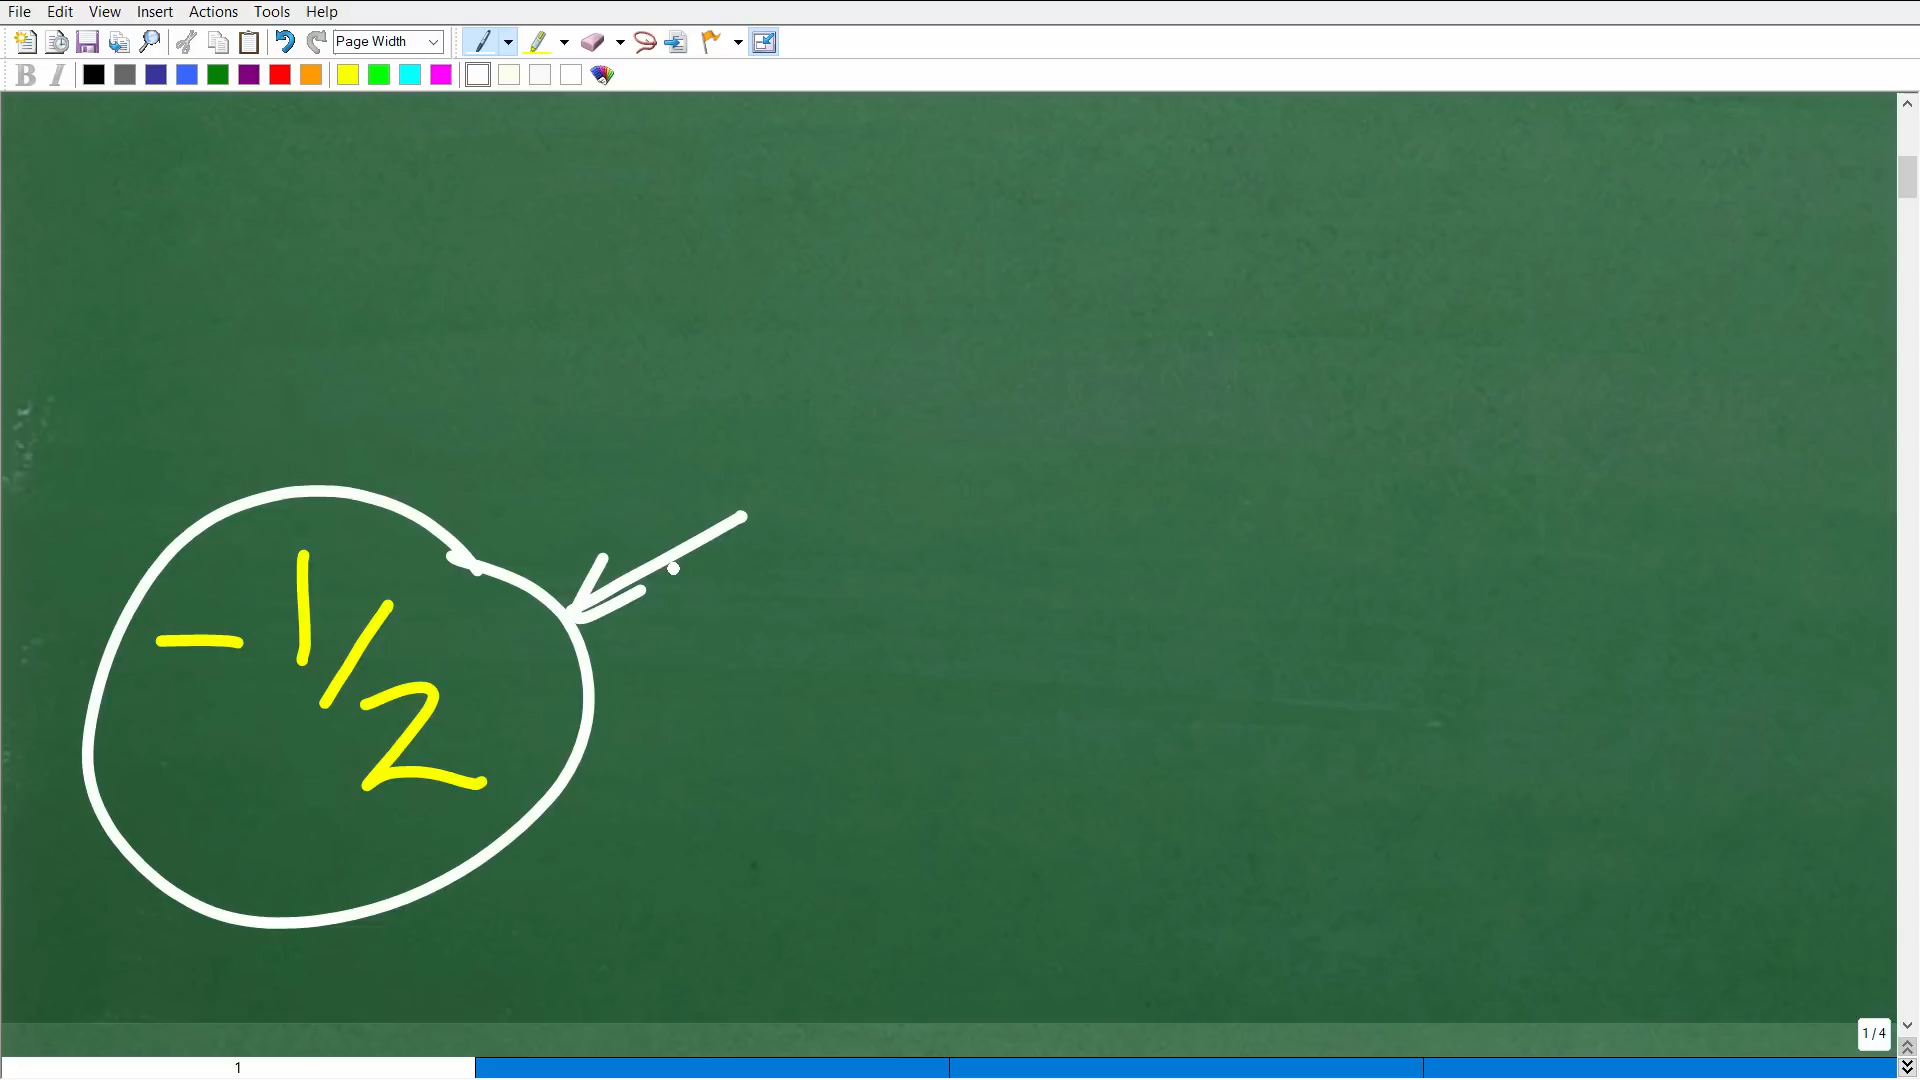 File Edit View Insert Actions Tools Help
Page Width
B I
- 1/2
1 / 4
1